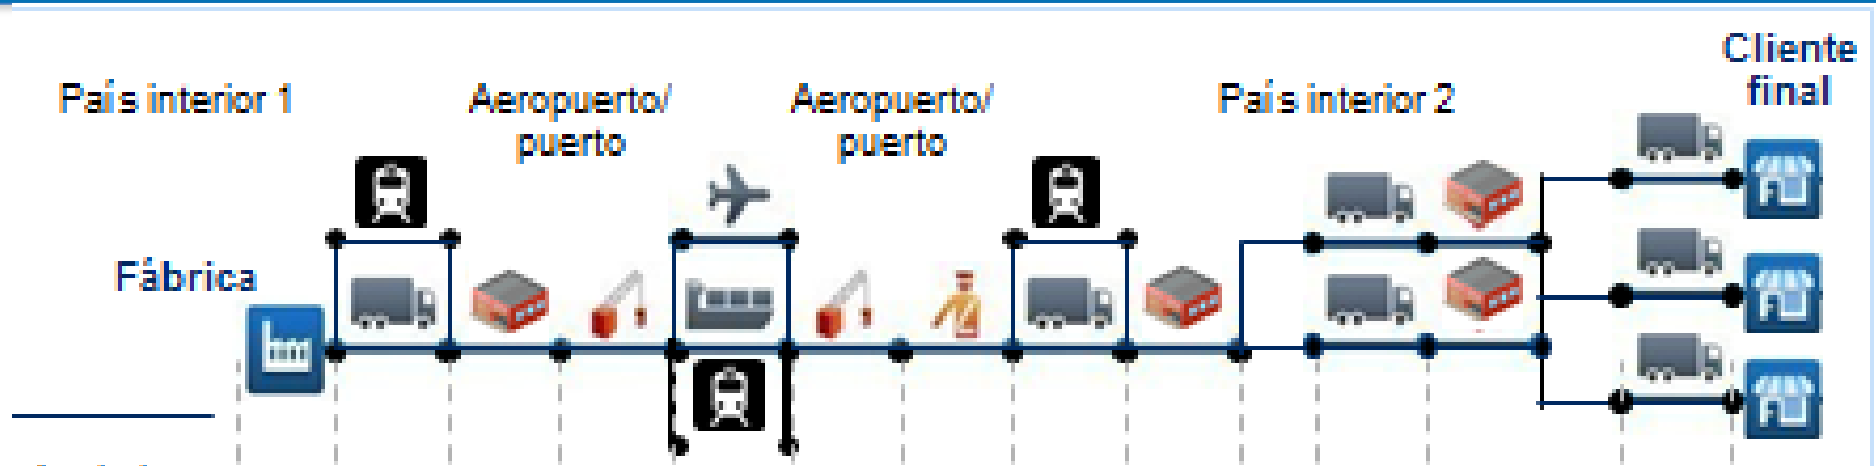 Cliente
final
País interior 1
Aeropuerto/
puerto
Aeropuerto/
puerto
País interior 2
Fábrica